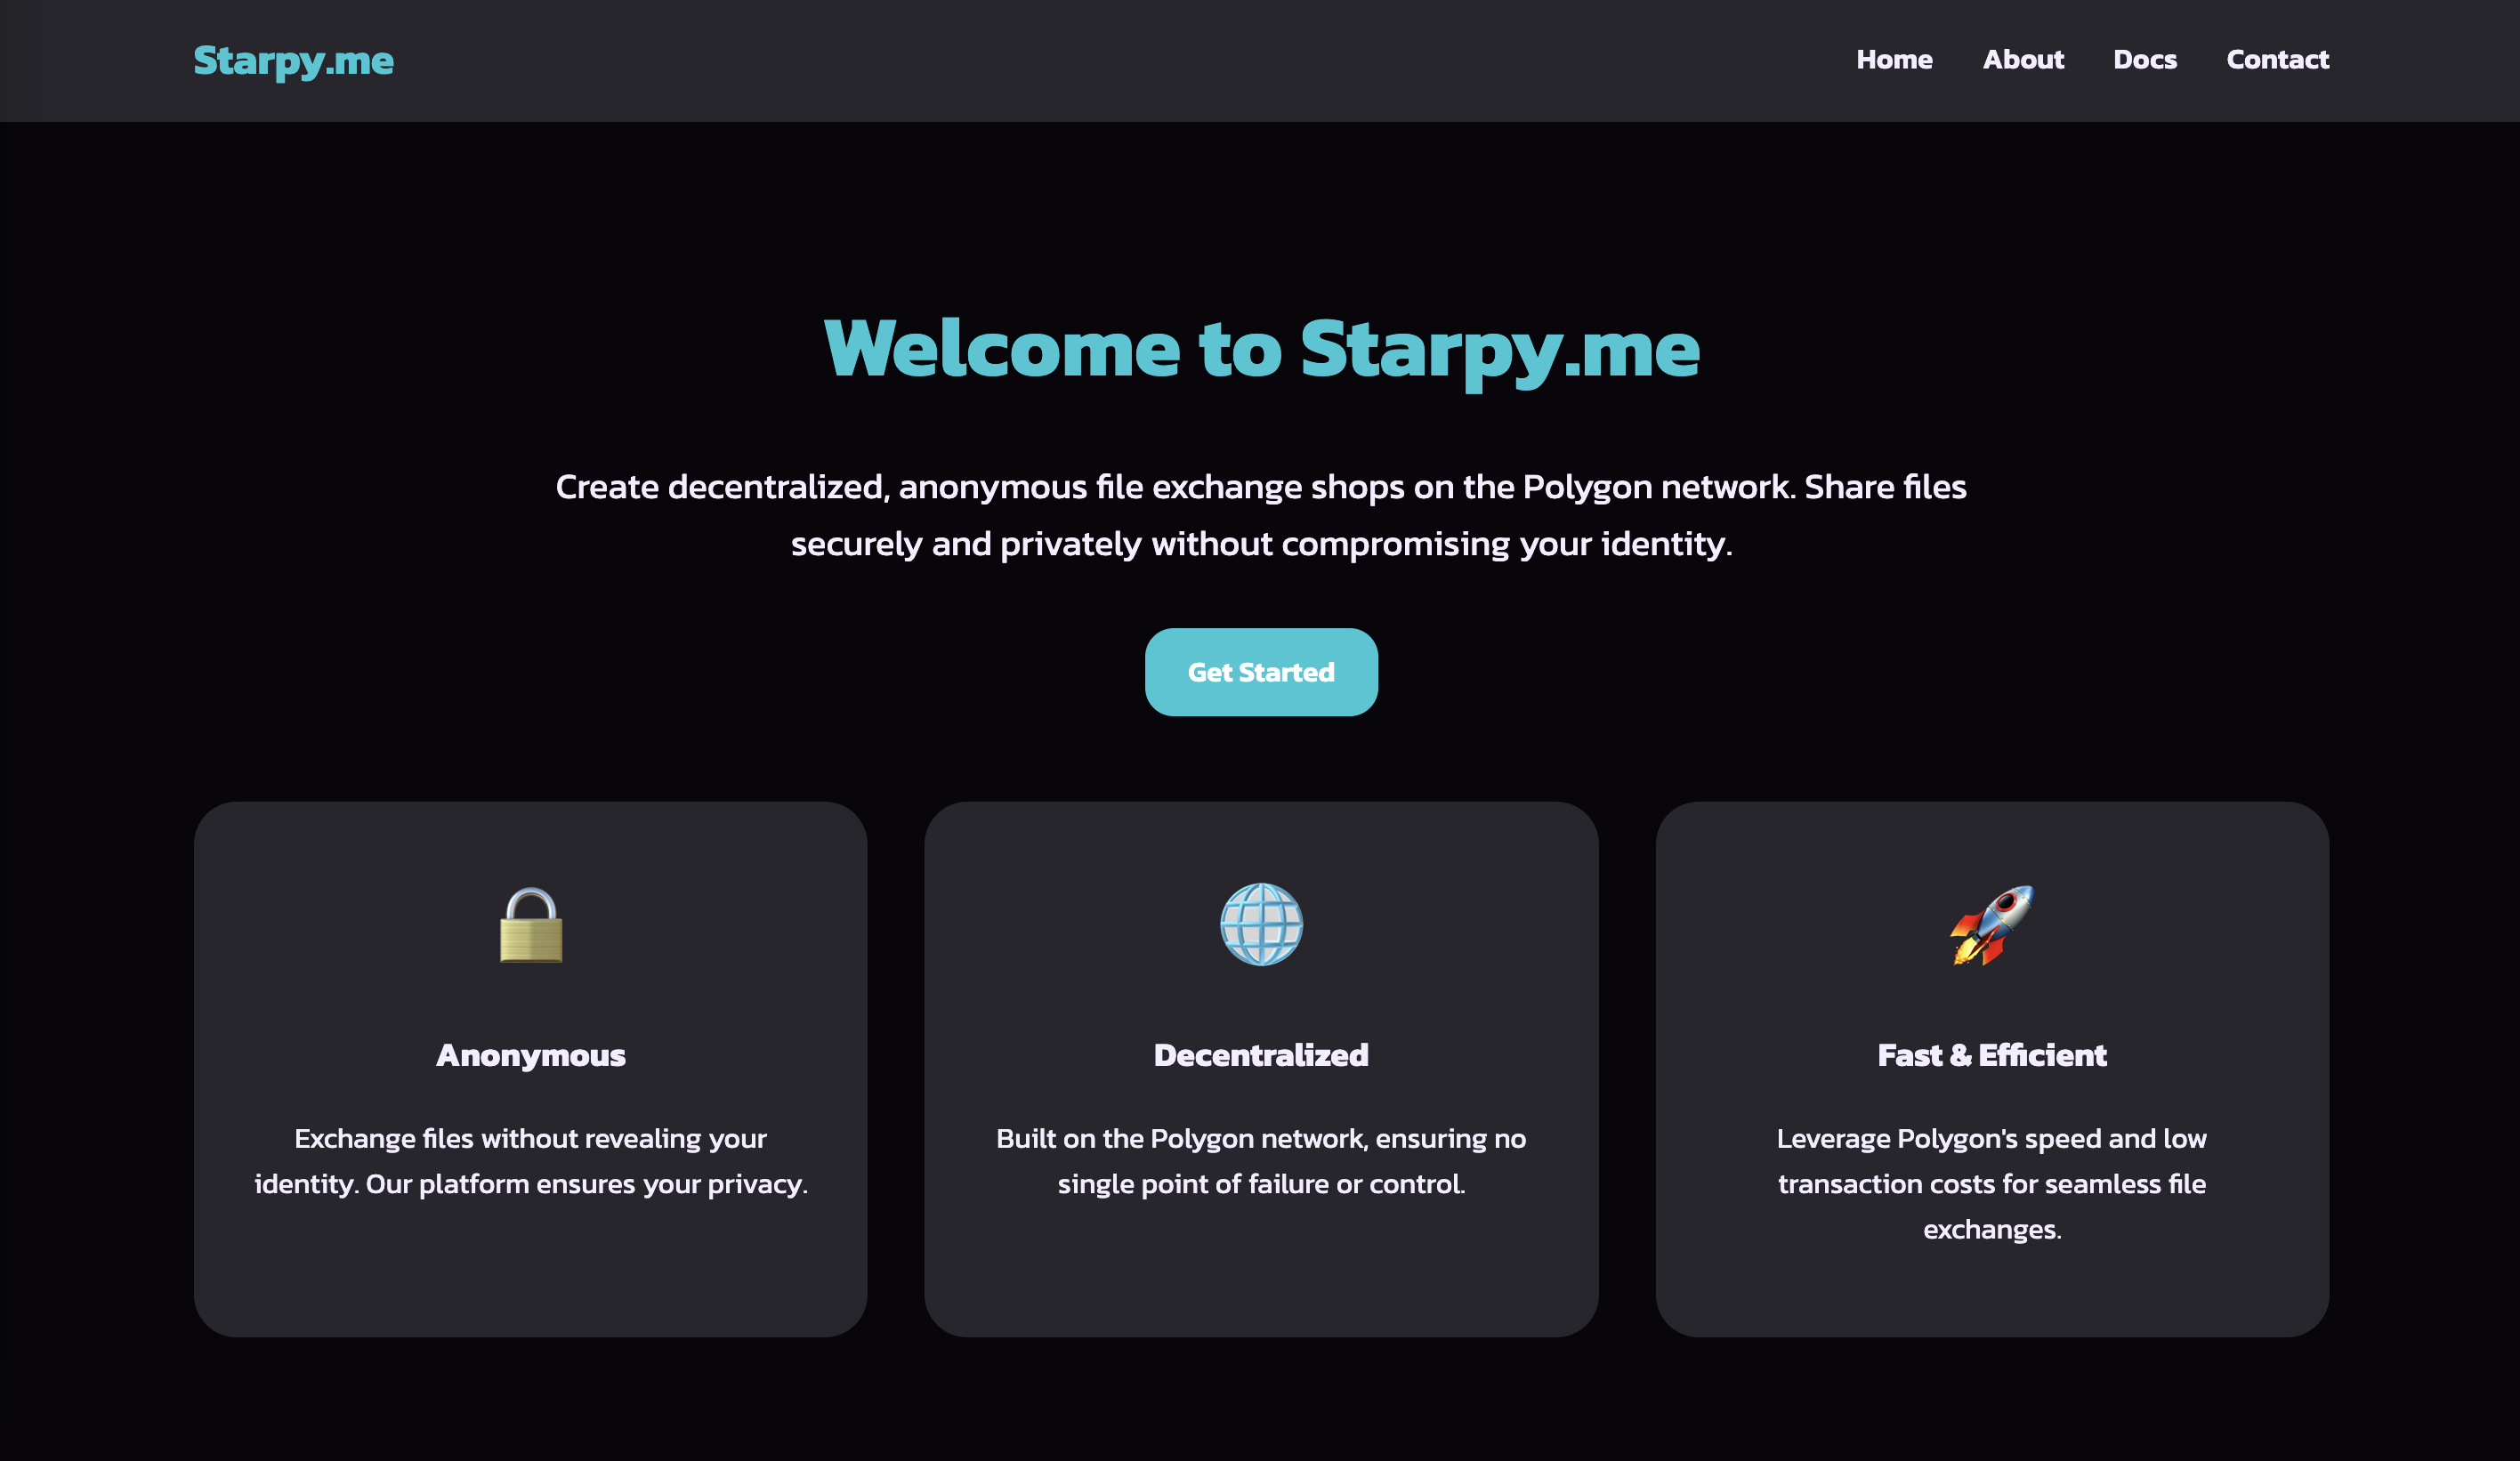 Starpy.me
Home About Docs Contact
Welcome to Starpy.me
Create decentralized, anonymous file exchange shops on the Polygon network. Share files
securely and privately without compromising your identity.
Get Started
Anonymous
Exchange files without revealing your
identity. Our platform ensures your privacy.
Decentralized
Built on the Polygon network, ensuring no
single point of failure or control.
Fast & Efficient
Leverage Polygon's speed and low
transaction costs for seamless file
exchanges.